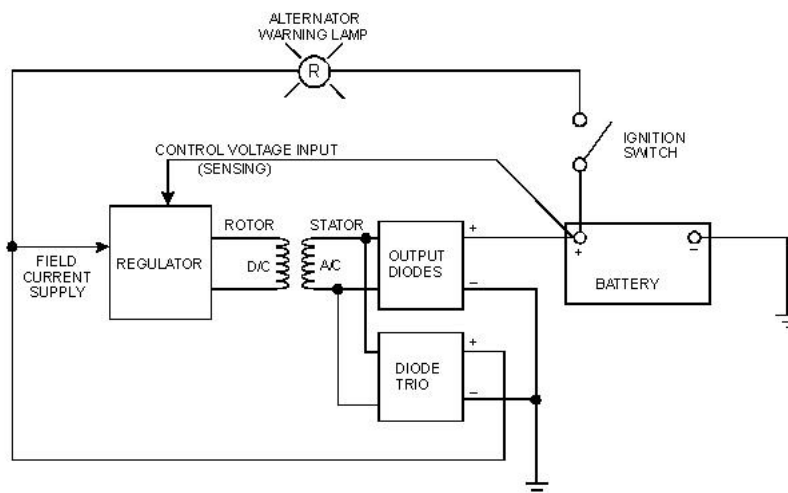 ALTERNATOR
WARNING LAMP
R
IGNITION
SWITCH
CONTROL VOLTAGE INPUT
(SENSING)
ROTOR
STATOR
+
OUTPUT
DIODES
−
+
−
BATTERY
FIELD
CURRENT
SUPPLY
REGULATOR
D/C
A/C
DIODE
TRIO
+
−